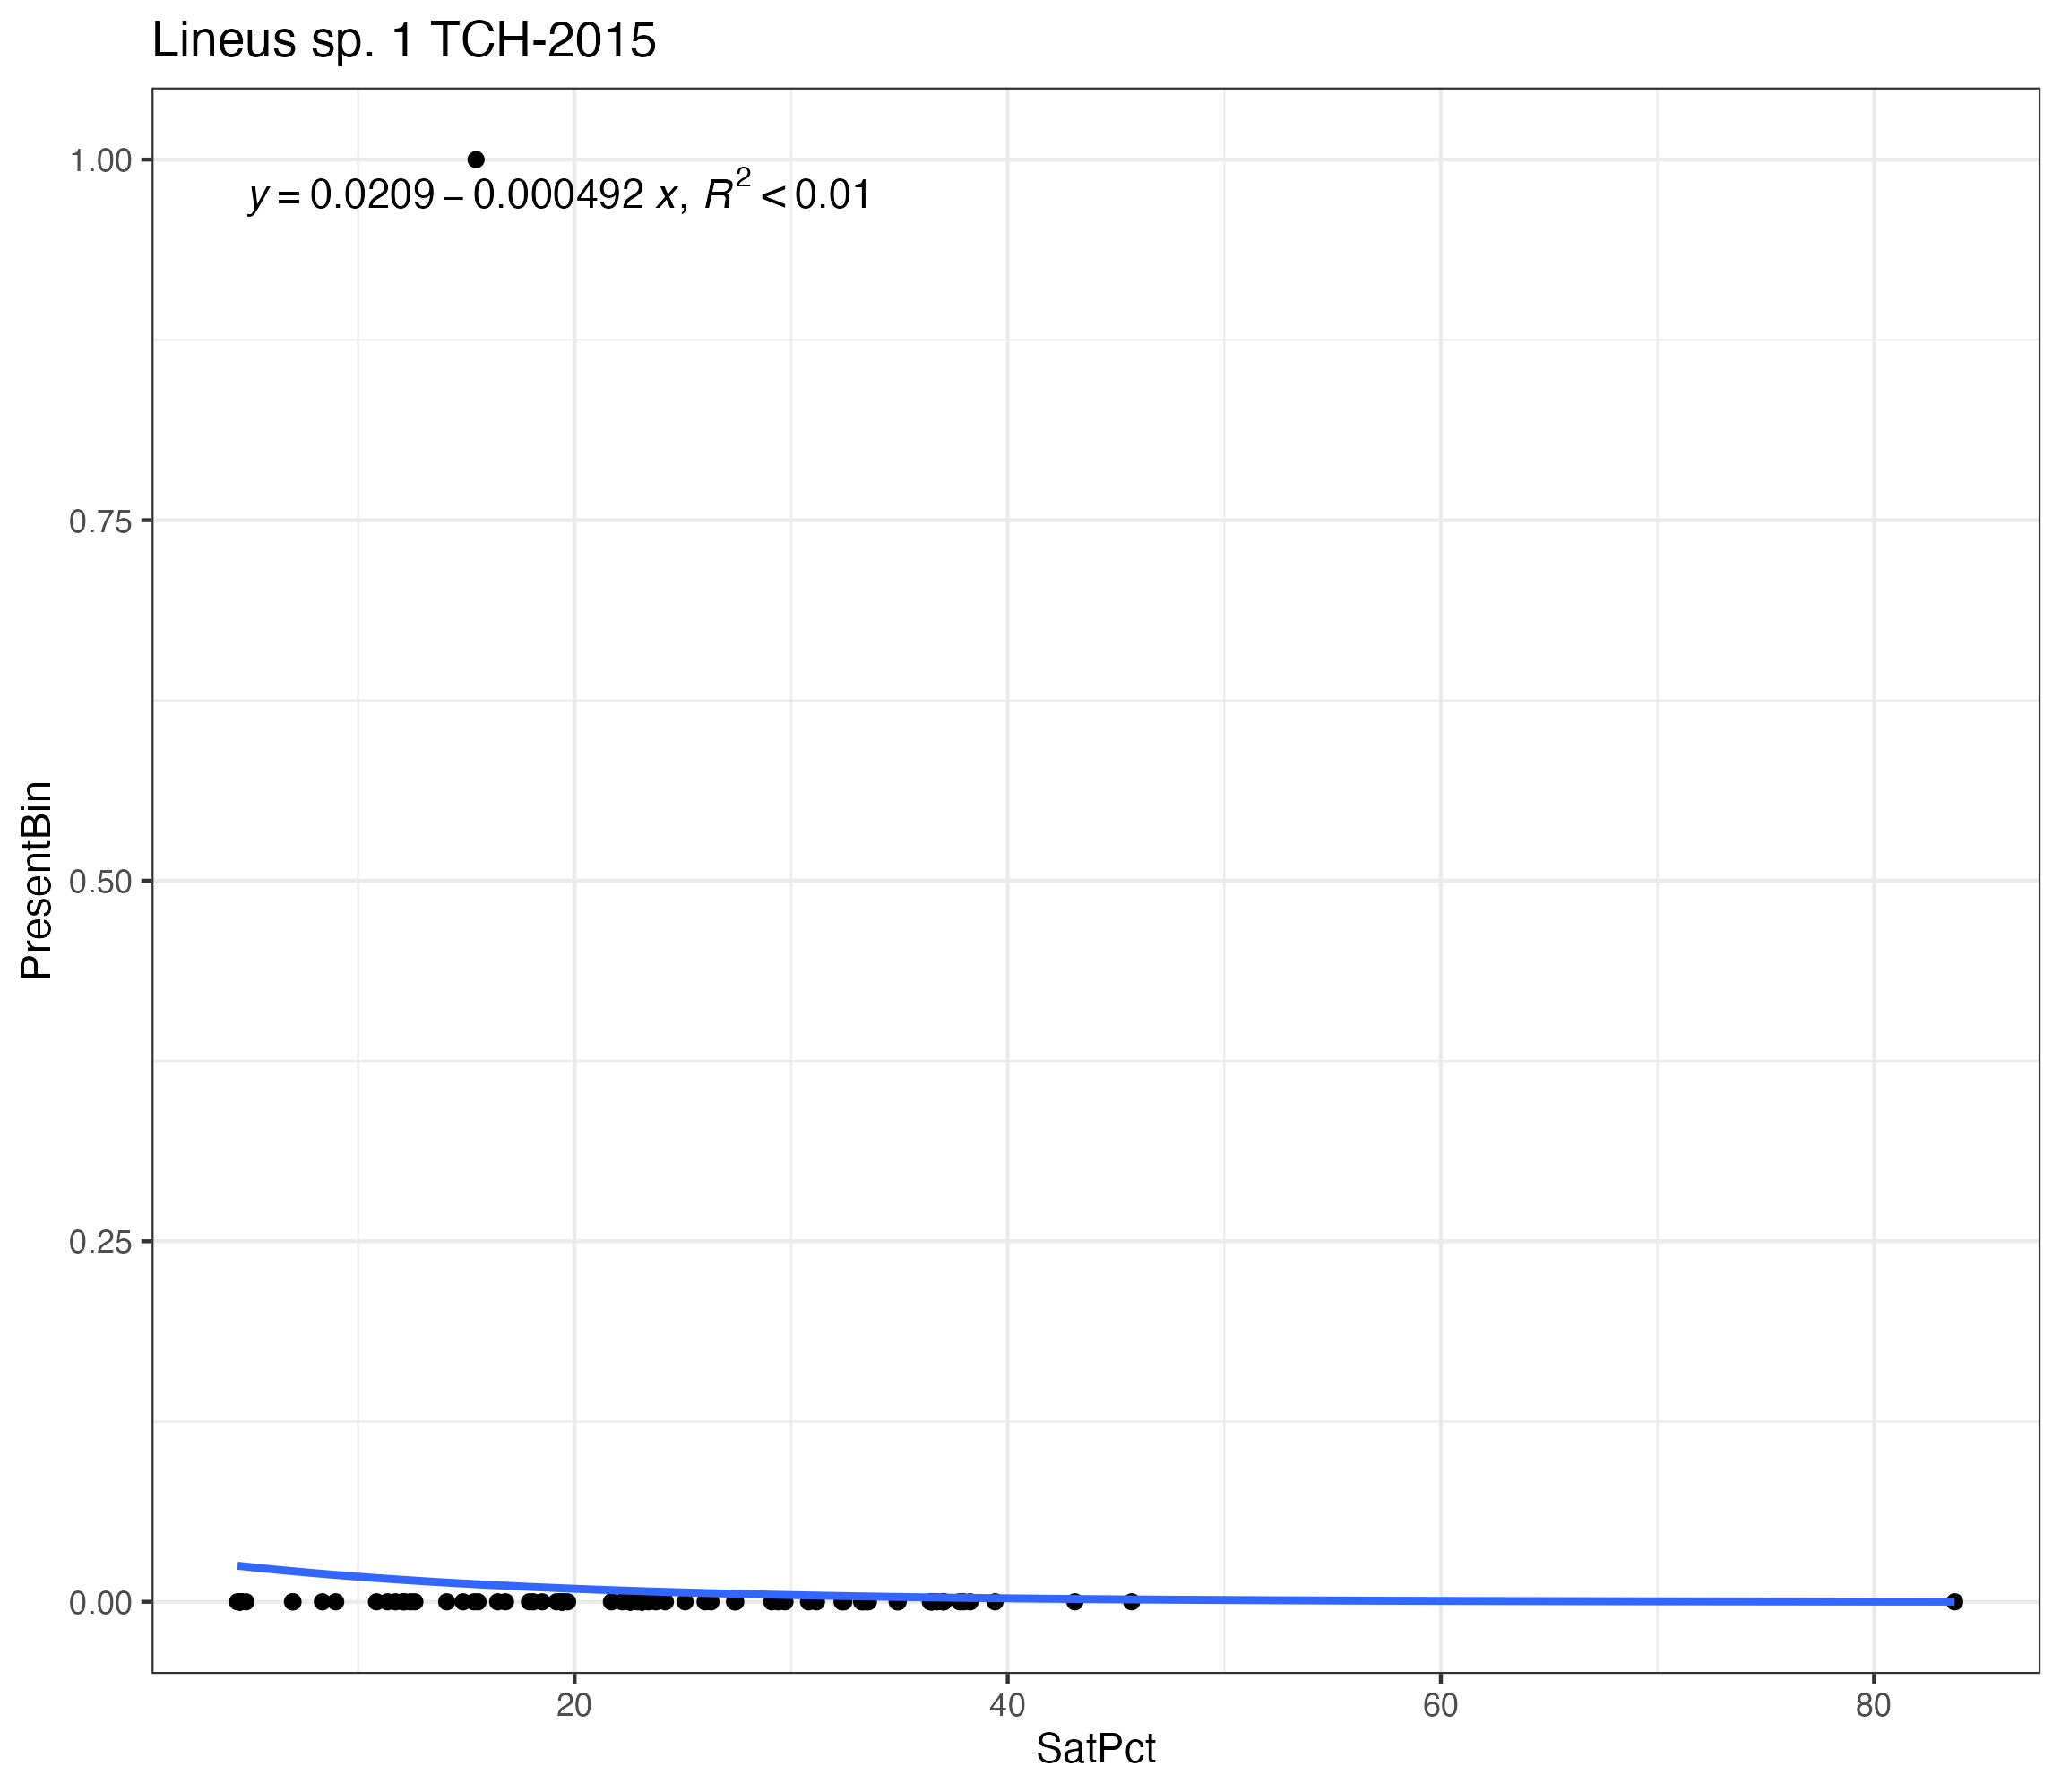 Lineus sp. 1 TCH-2015
1.00
y = 0.0209 − 0.000492 x, R² < 0.01
0.75
0.50
0.25
0.00
PresentBin
20 40 60 80
SatPct